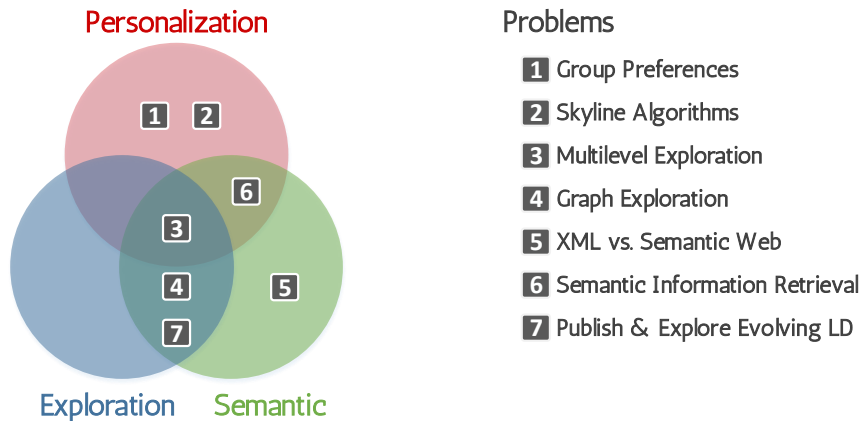 Personalization
1 2
6
3
4
5
7
Exploration
Semantic
Problems
1 Group Preferences
2 Skyline Algorithms
3 Multilevel Exploration
4 Graph Exploration
5 XML vs. Semantic Web
6 Semantic Information Retrieval
7 Publish & Explore Evolving LD